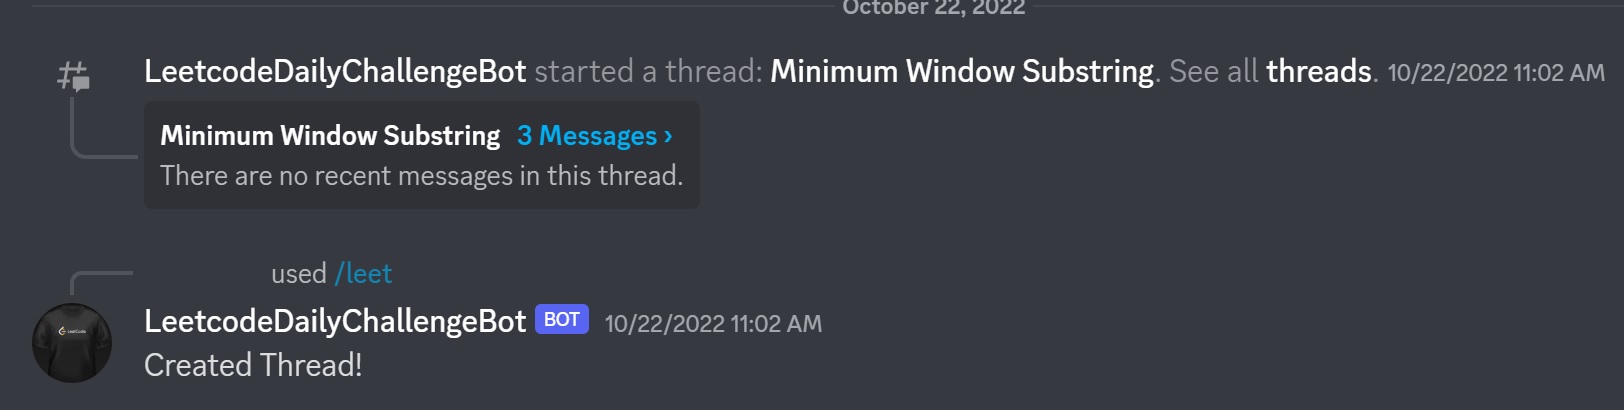 October 22, 2022
LeetcodeDailyChallengeBot started a thread: Minimum Window Substring. See all threads. 10/22/2022 11:02 AM
Minimum Window Substring 3 Messages ›
There are no recent messages in this thread.
used /leet
LeetcodeDailyChallengeBot BOT 10/22/2022 11:02 AM
LeetCode
Created Thread!